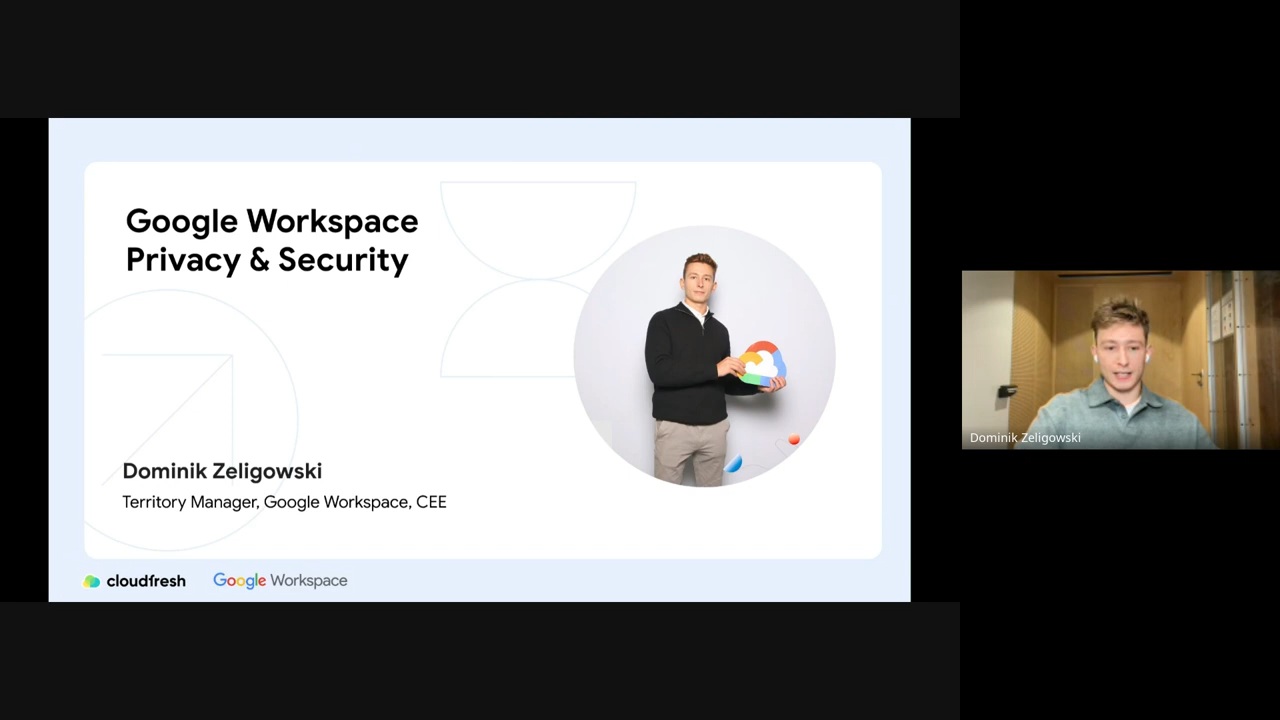 Google Workspace
Privacy & Security
Dominik Zeligowski
Territory Manager, Google Workspace, CEE
cloudfresh
Google Workspace
Dominik Zeligowski